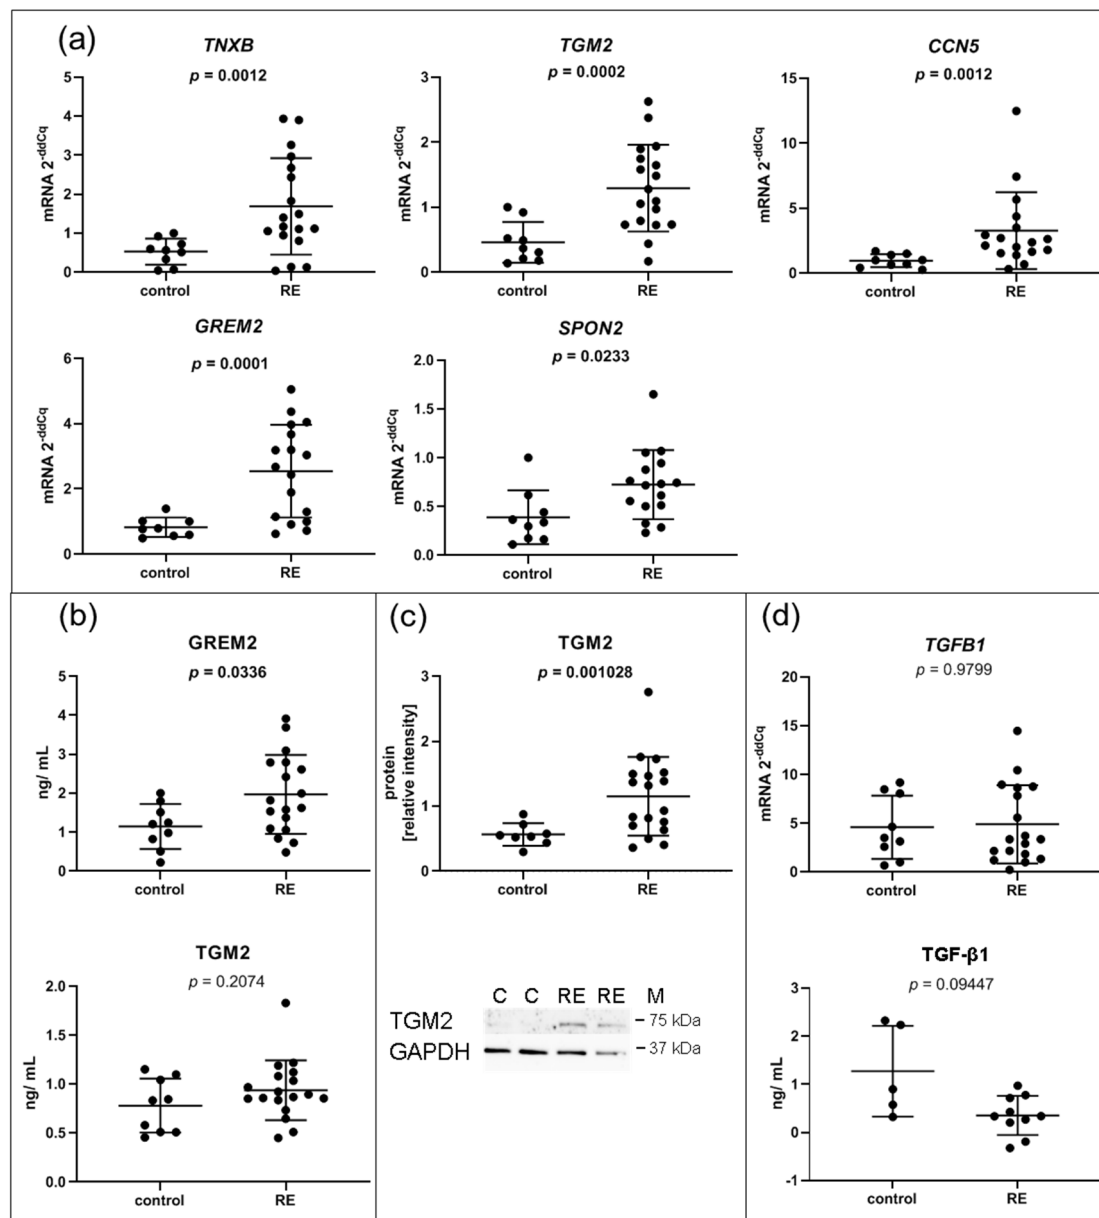 (a)
TNXB
p = 0.0012
mRNA 2-ddCq
5
4
3
2
1
0
control
RE
TGM2
p = 0.0002
mRNA 2-ddCq
3
2
1
0
control
RE
CCN5
p = 0.0012
mRNA 2-ddCq
15
10
5
0
control
RE
GREM2
p = 0.0001
mRNA 2-ddCq
6
4
2
0
control
RE
SPON2
p = 0.0233
mRNA 2-ddCq
2.0
1.5
1.0
0.5
0.0
control
RE
(b)
GREM2
p = 0.0336
ng/ mL
5
4
3
2
1
0
control
RE
TGM2
p = 0.2074
ng/ mL
2.0
1.5
1.0
0.5
0.0
control
RE
(c)
TGM2
p = 0.001028
protein
[relative intensity]
3
2
1
0
control
RE
C C RE RE M
TGM2 – 75 kDa
GAPDH – 37 kDa
(d)
TGFB1
p = 0.9799
mRNA 2-ddCq
20
15
10
5
0
control
RE
TGF-β1
p = 0.09447
ng/ mL
3
2
1
0
-1
control
RE